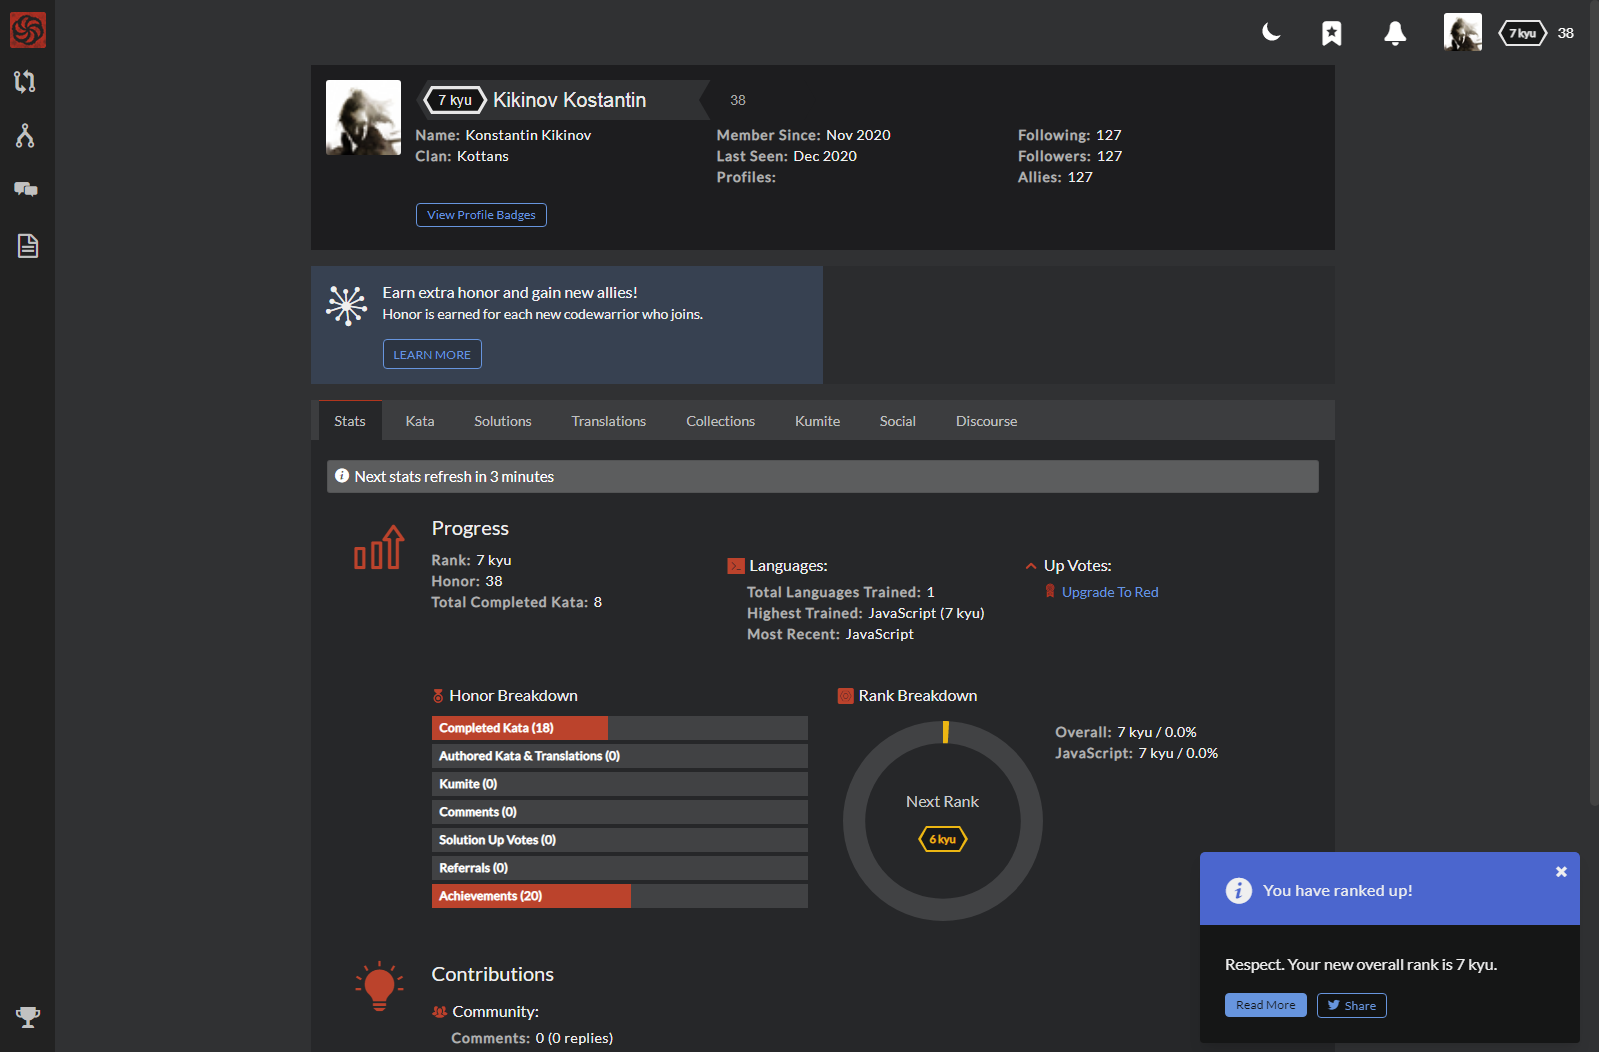 7 kyu 38
7 kyu Kikinov Kostantin 38
Name: Konstantin Kikinov
Clan: Kottans
Member Since: Nov 2020
Last Seen: Dec 2020
Profiles:
Following: 127
Followers: 127
Allies: 127
View Profile Badges
Earn extra honor and gain new allies!
Honor is earned for each new codewarrior who joins.
LEARN MORE
Stats Kata Solutions Translations Collections Kumite Social Discourse
Next stats refresh in 3 minutes
Progress
Rank: 7 kyu
Honor: 38
Total Completed Kata: 8
Languages:
Total Languages Trained: 1
Highest Trained: JavaScript (7 kyu)
Most Recent: JavaScript
Up Votes:
Upgrade To Red
Honor Breakdown
Completed Kata (18)
Authored Kata & Translations (0)
Kumite (0)
Comments (0)
Solution Up Votes (0)
Referrals (0)
Achievements (20)
Rank Breakdown
Next Rank
6 kyu
Overall: 7 kyu / 0.0%
JavaScript: 7 kyu / 0.0%
Contributions
Community:
Comments: 0 (0 replies)
You have ranked up!
Respect. Your new overall rank is 7 kyu.
Read More Share